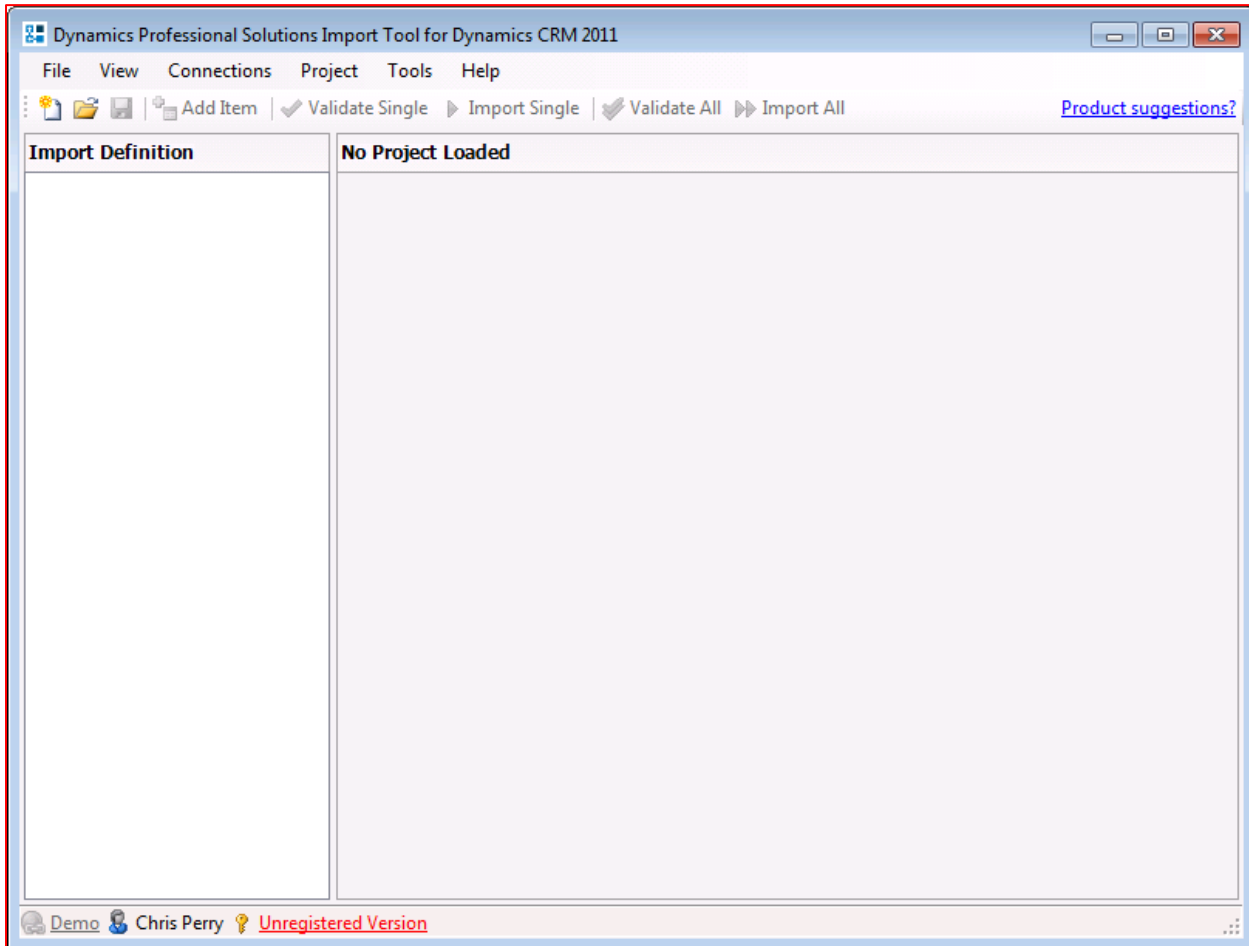 Dynamics Professional Solutions Import Tool for Dynamics CRM 2011
File View Connections Project Tools Help
Add Item Validate Single Import Single Validate All Import All Product suggestions?
Import Definition No Project Loaded
Demo Chris Perry Unregistered Version